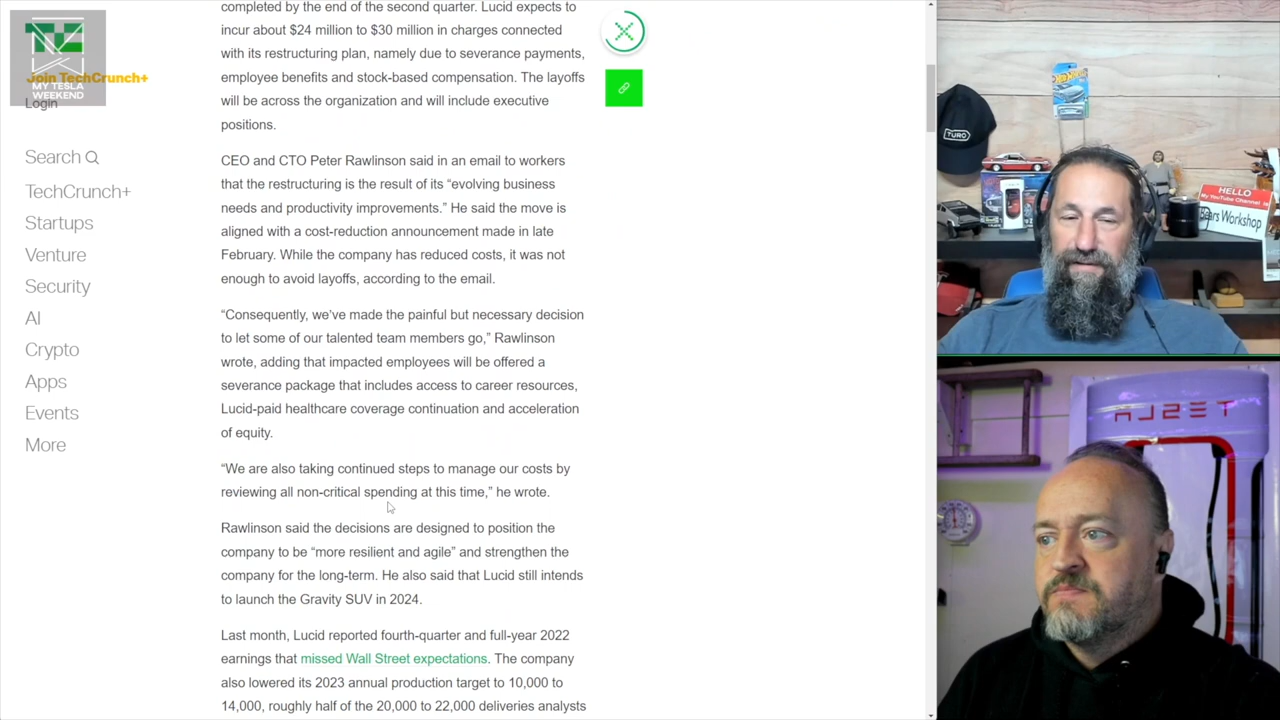 MY TESLA
WEEKEND
Join TechCrunch+
Login
Search
TechCrunch+
Startups
Venture
Security
AI
Crypto
Apps
Events
More
completed by the end of the second quarter. Lucid expects to
incur about $24 million to $30 million in charges connected
with its restructuring plan, namely due to severance payments,
employee benefits and stock-based compensation. The layoffs
will be across the organization and will include executive
positions.
CEO and CTO Peter Rawlinson said in an email to workers
that the restructuring is the result of its “evolving business
needs and productivity improvements.” He said the move is
aligned with a cost-reduction announcement made in late
February. While the company has reduced costs, it was not
enough to avoid layoffs, according to the email.
“Consequently, we’ve made the painful but necessary decision
to let some of our talented team members go,” Rawlinson
wrote, adding that impacted employees will be offered a
severance package that includes access to career resources,
Lucid-paid healthcare coverage continuation and acceleration
of equity.
“We are also taking continued steps to manage our costs by
reviewing all non-critical spending at this time,” he wrote.
Rawlinson said the decisions are designed to position the
company to be “more resilient and agile” and strengthen the
company for the long-term. He also said that Lucid still intends
to launch the Gravity SUV in 2024.
Last month, Lucid reported fourth-quarter and full-year 2022
earnings that missed Wall Street expectations. The company
also lowered its 2023 annual production target to 10,000 to
14,000, roughly half of the 20,000 to 22,000 deliveries analysts
TURO
HELLO
My YouTube Channel is
Bears Workshop
TESLA